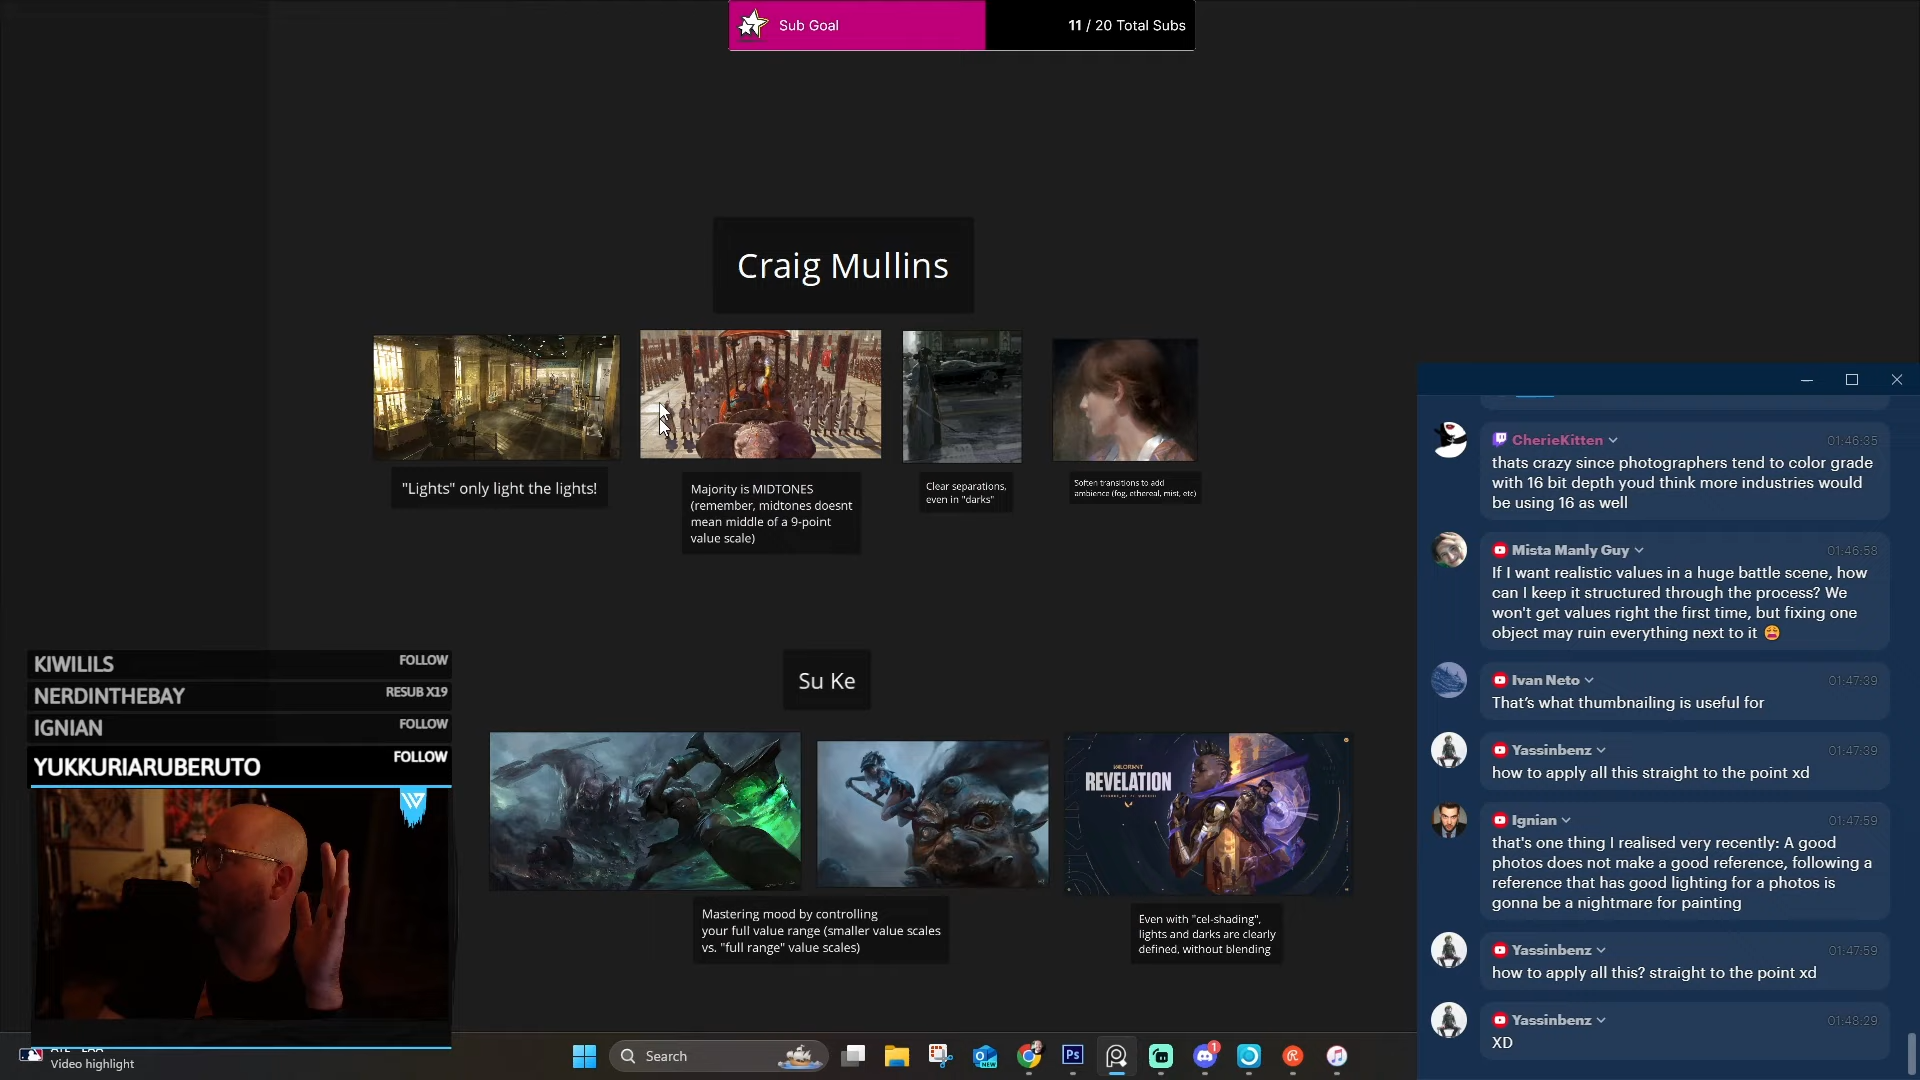 Sub Goal
11 / 20 Total Subs
Craig Mullins
"Lights" only light the lights!
Majority is MIDTONES
(remember, midtones doesnt
mean middle of a 9-point
value scale)
Clear separations,
even in "darks"
Soften transitions to add
ambience (fog, ethereal, mist, etc)
Su Ke
VALORANT
REVELATION
Mastering mood by controlling
your full value range (smaller value scales
vs. "full range" value scales)
Even with "cel-shading",
lights and darks are clearly
defined, without blending
KIWILILS FOLLOW
NERDINTHEBAY RESUB X19
IGNIAN FOLLOW
YUKKURIARUBERUTO FOLLOW
CherieKitten 01:46:35
thats crazy since photographers tend to color grade
with 16 bit depth youd think more industries would
be using 16 as well
Mista Manly Guy 01:46:58
If I want realistic values in a huge battle scene, how
can I keep it structured through the process? We
won't get values right the first time, but fixing one
object may ruin everything next to it 😩
Ivan Neto 01:47:39
That's what thumbnailing is useful for
Yassinbenz 01:47:39
how to apply all this straight to the point xd
Ignian 01:47:59
that's one thing I realised very recently: A good
photos does not make a good reference, following a
reference that has good lighting for a photos is
gonna be a nightmare for painting
Yassinbenz 01:47:59
how to apply all this? straight to the point xd
Yassinbenz 01:48:29
XD
Video highlight
Search
NEW
Ps
1